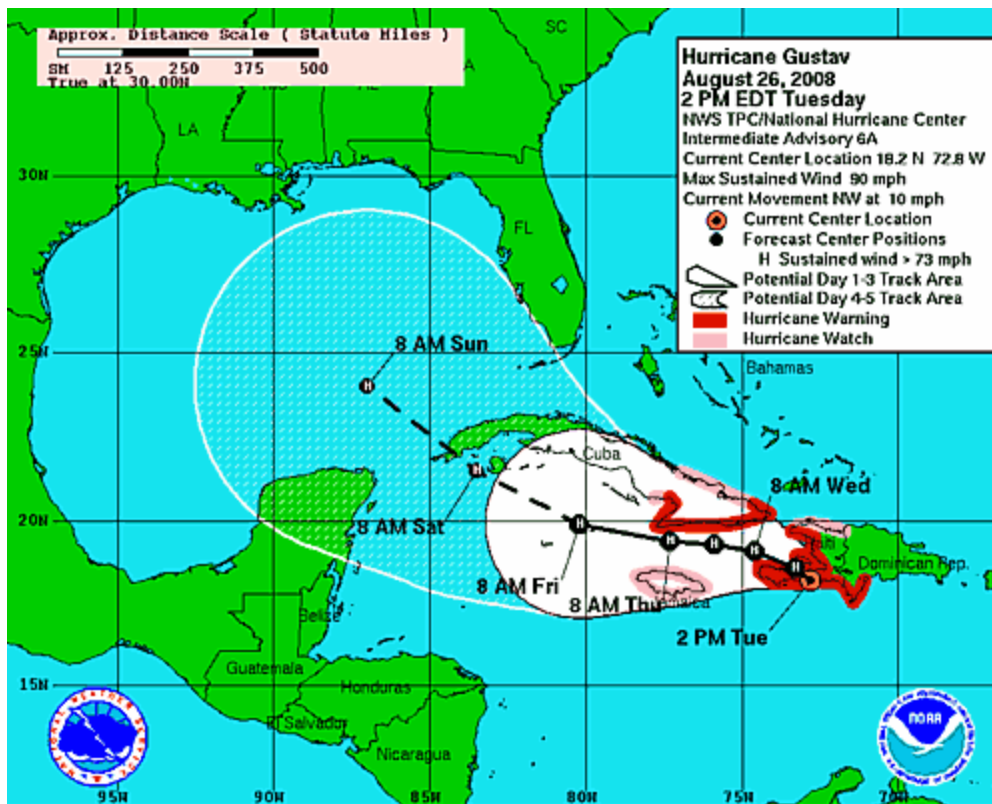 Approx. Distance Scale ( Statute Miles )
SM 125 250 375 500
True at 30.00N
SC
LA
FL
Hurricane Gustav
August 26, 2008
2 PM EDT Tuesday
NWS TPC/National Hurricane Center
Intermediate Advisory 6A
Current Center Location 18.2 N 72.8 W
Max Sustained Wind 90 mph
Current Movement NW at 10 mph
Current Center Location
Forecast Center Positions
H Sustained wind > 73 mph
Potential Day 1-3 Track Area
Potential Day 4-5 Track Area
Hurricane Warning
Hurricane Watch
30N
25N
20N
15N
8 AM Sun
H
Bahamas
Cuba
8 AM Wed
H
8 AM Sat
H
H
H
H
H
8 AM Fri
8 AM Thu
2 PM Tue
Dominican Rep.
Belize
Guatemala
Honduras
El Salvador
Nicaragua
NOAA
95W 90W 85W 80W 75W 70W